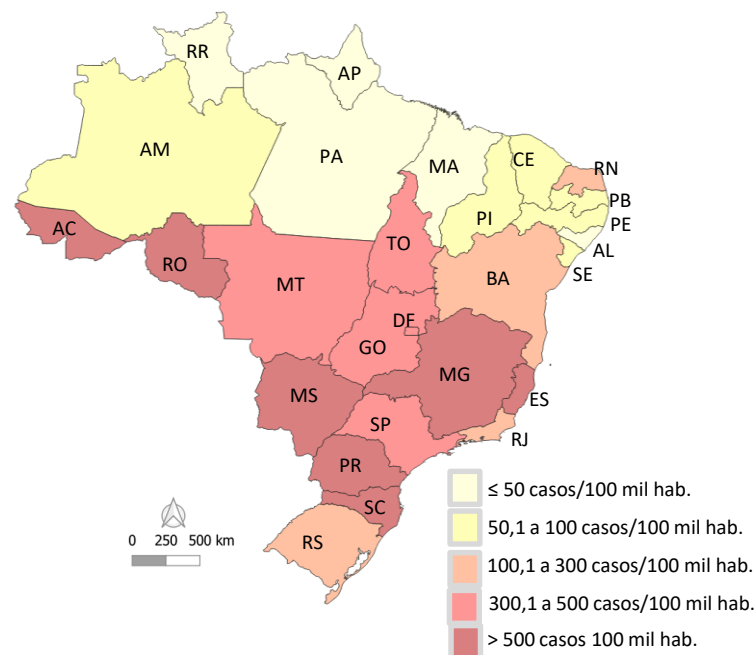 RR
AP
AM
PA
MA
CE
RN
PB
PI
PE
AC
TO
AL
RO
BA
SE
MT
DF
GO
MG
MS
ES
SP
RJ
PR
SC
RS
0 250 500 km
≤ 50 casos/100 mil hab.
50,1 a 100 casos/100 mil hab.
100,1 a 300 casos/100 mil hab.
300,1 a 500 casos/100 mil hab.
> 500 casos 100 mil hab.